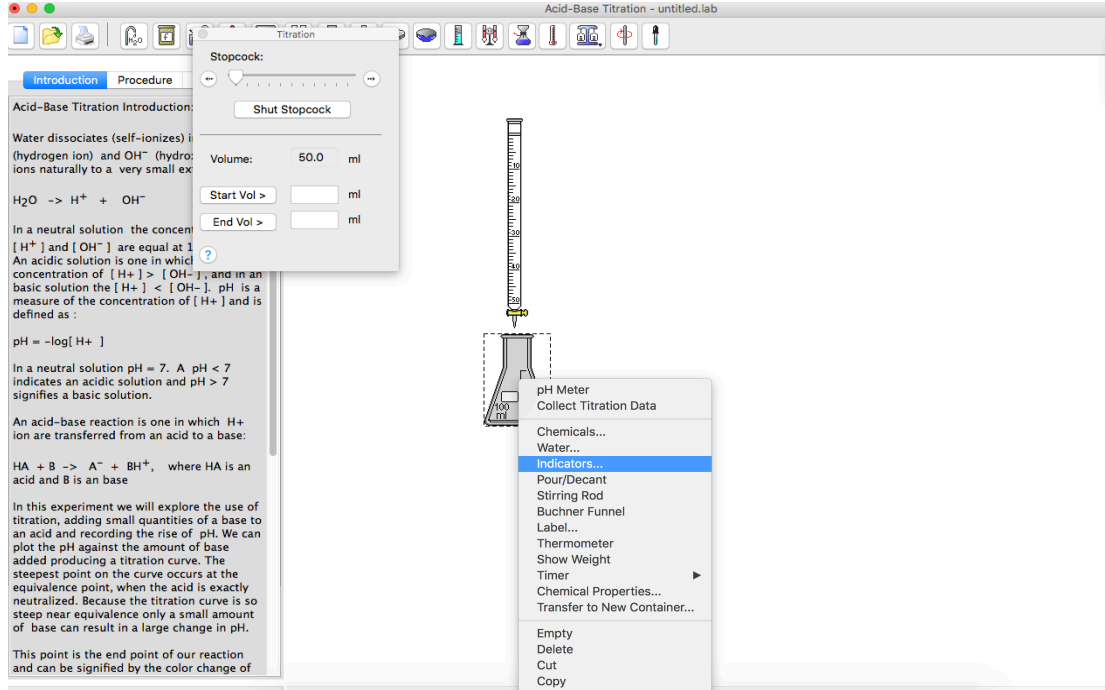 Acid-Base Titration - untitled.lab
H₂O
Titration
Stopcock:
Shut Stopcock
Volume: 50.0 ml
Start Vol > ml
End Vol > ml
?
Introduction Procedure
Acid-Base Titration Introduction:
Water dissociates (self-ionizes)
(hydrogen ion) and OH⁻
ions naturally to a very small
H₂O -> H⁺ + OH⁻
In a neutral solution the
[ H⁺ ] and [ OH⁻ ] are equal at
An acidic solution is one in
concentration of [ H+ ] > [ OH- ], and in an
basic solution the [ H+ ] < [ OH- ]. pH is a
measure of the concentration of [ H+ ] and is
defined as :
pH = -log[ H+ ]
In a neutral solution pH = 7. A pH < 7
indicates an acidic solution and pH > 7
signifies a basic solution.
An acid-base reaction is one in which H+
ion are transferred from an acid to a base:
HA + B -> A⁻ + BH⁺, where HA is an
acid and B is an base
In this experiment we will explore the use of
titration, adding small quantities of a base to
an acid and recording the rise of pH. We can
plot the pH against the amount of base
added producing a titration curve. The
steepest point on the curve occurs at the
equivalence point, when the acid is exactly
neutralized. Because the titration curve is so
steep near equivalence only a small amount
of base can result in a large change in pH.
This point is the end point of our reaction
and can be signified by the color change of
10
20
30
40
50
100
ml
pH Meter
Collect Titration Data
Chemicals...
Water...
Indicators...
Pour/Decant
Stirring Rod
Buchner Funnel
Label...
Thermometer
Show Weight
Timer
Chemical Properties...
Transfer to New Container...
Empty
Delete
Cut
Copy